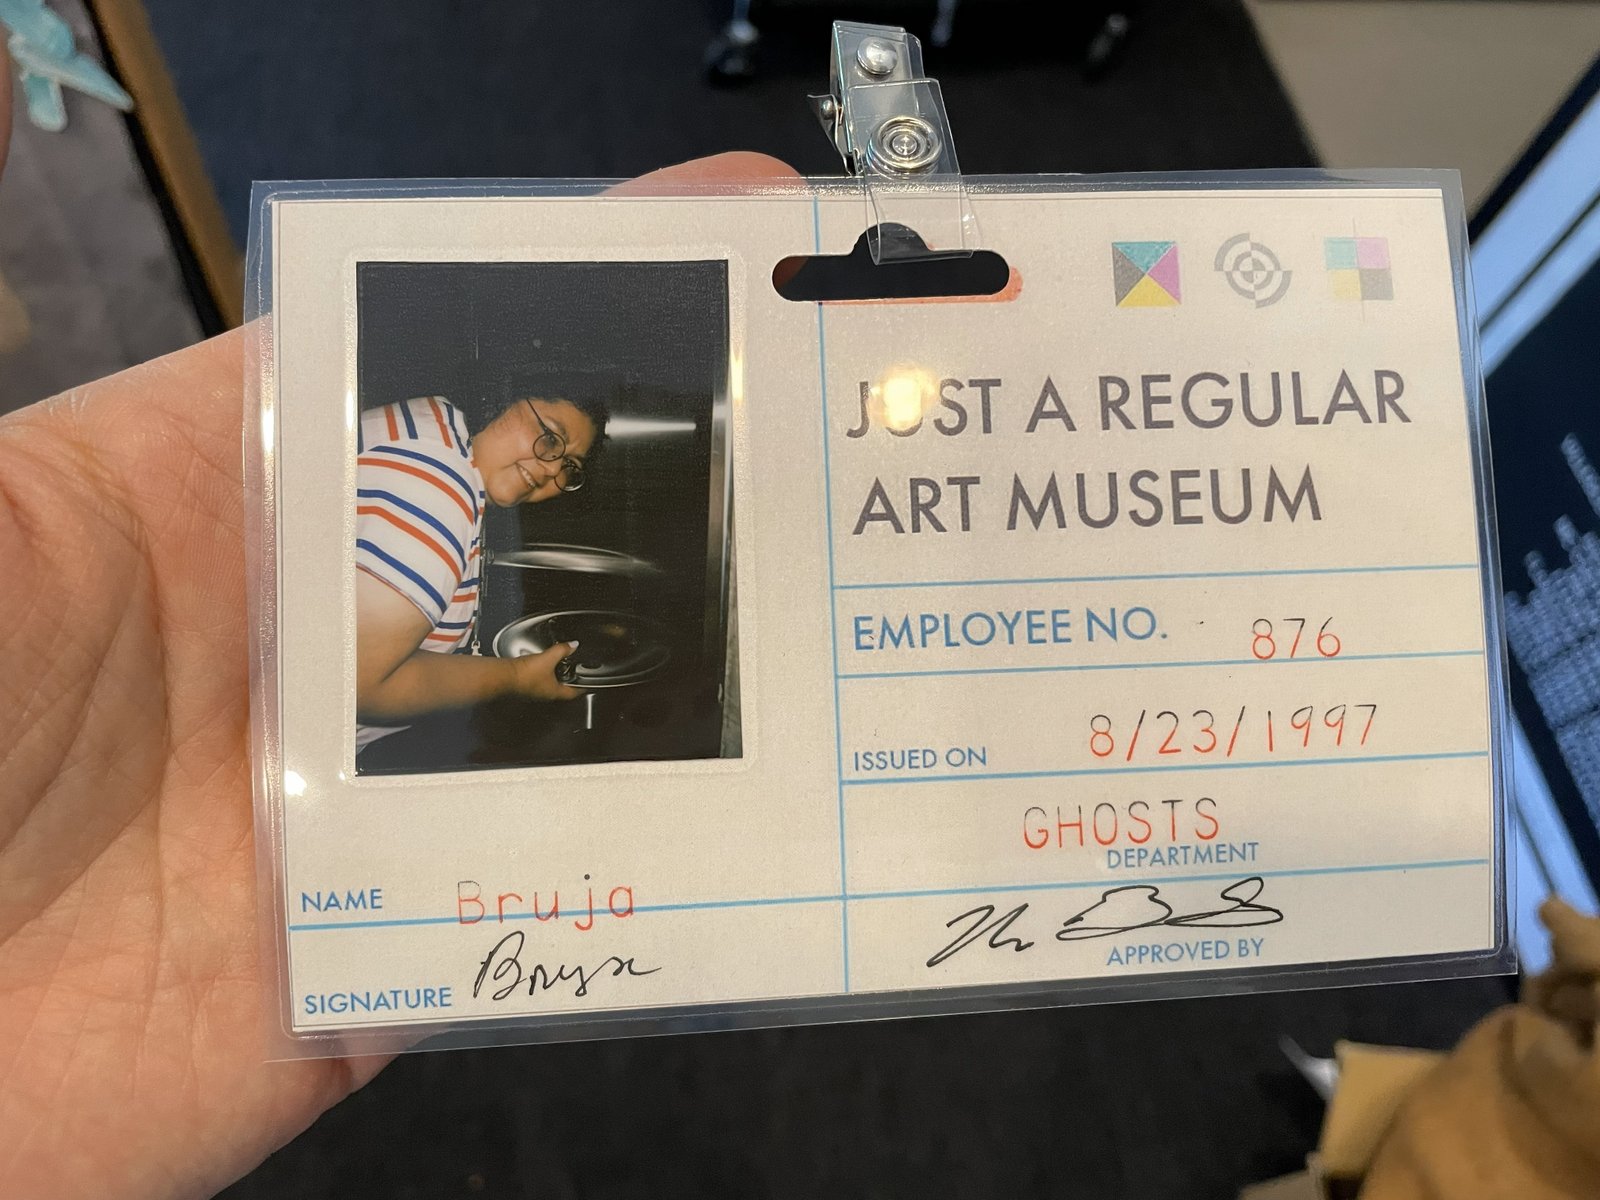 JUST A REGULAR
ART MUSEUM
EMPLOYEE NO. 876
ISSUED ON 8/23/1997
GHOSTS
DEPARTMENT
APPROVED BY
NAME Bruja
SIGNATURE